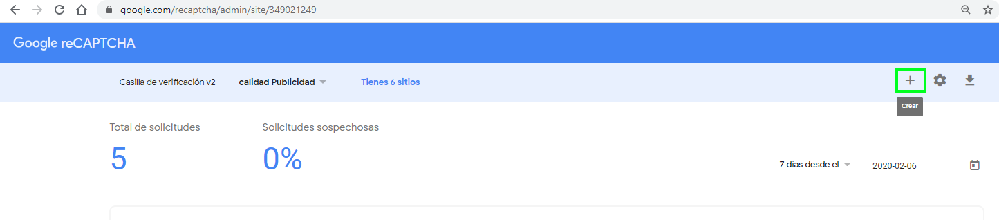 google.com/recaptcha/admin/site/349021249
Google reCAPTCHA
Casilla de verificación v2 calidad Publicidad Tienes 6 sitios
Crear
Total de solicitudes Solicitudes sospechosas
5 0%
7 días desde el 2020-02-06